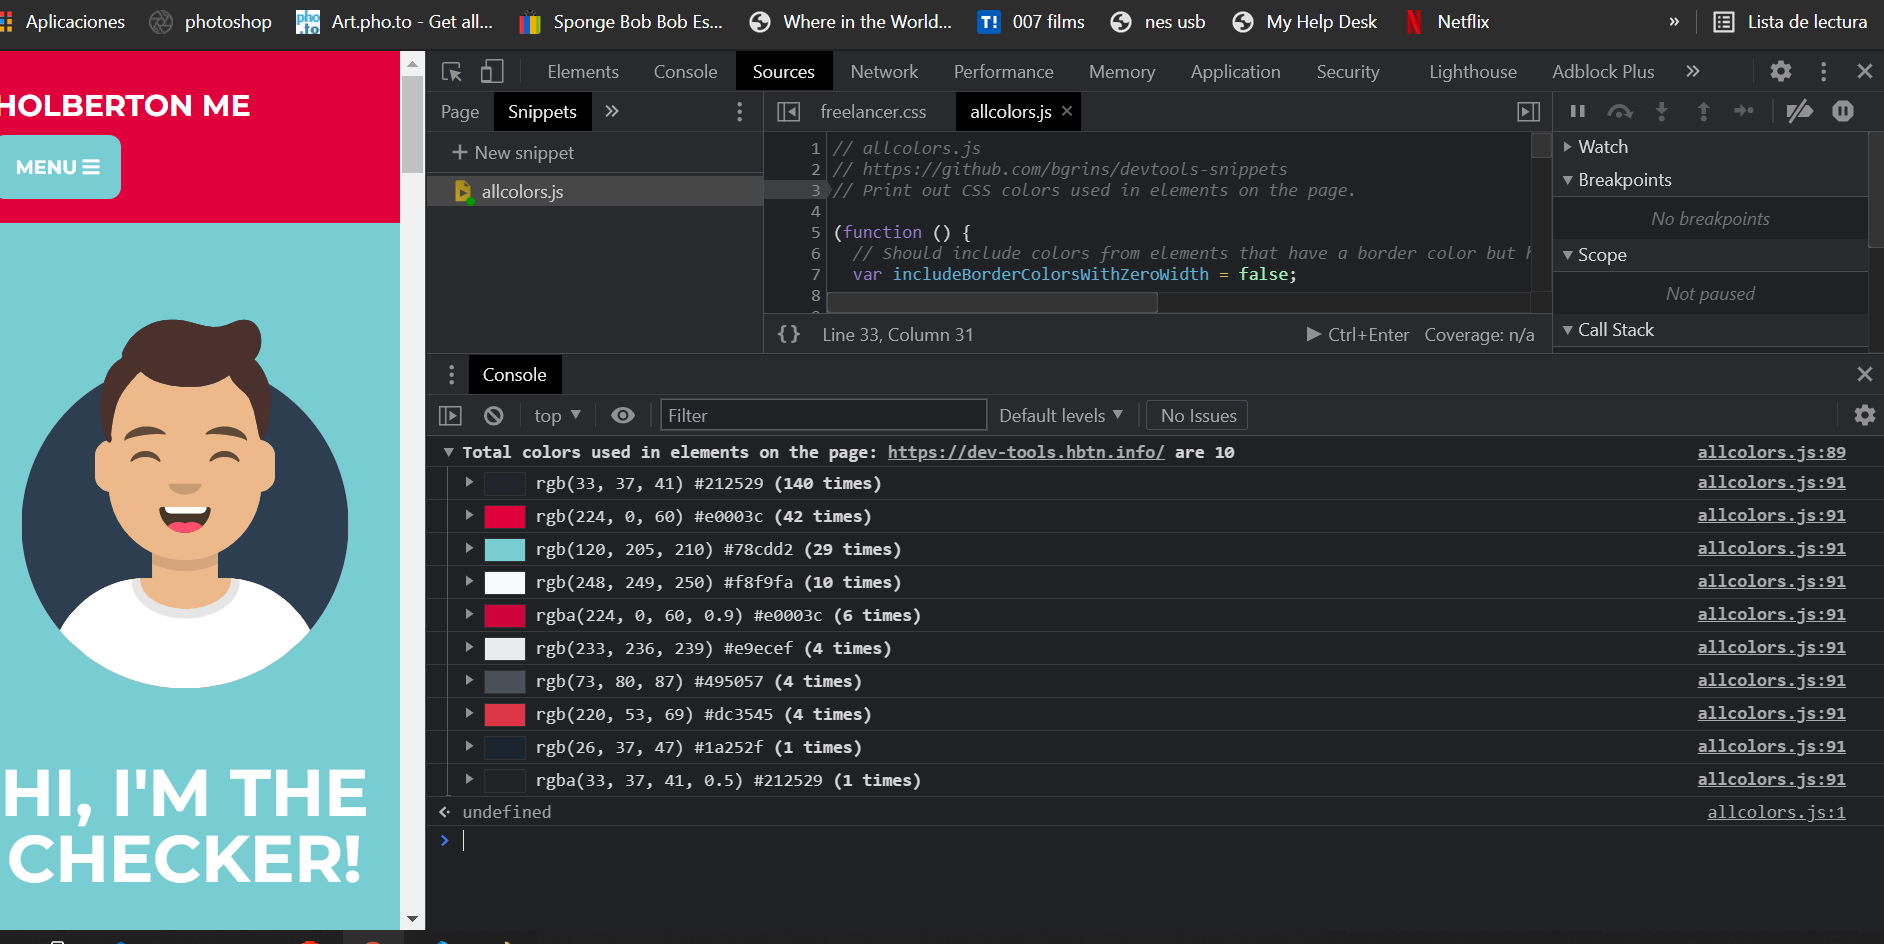 Aplicaciones photoshop Art.pho.to - Get all... Sponge Bob Bob Es... Where in the World... T! 007 films nes usb My Help Desk N Netflix » Lista de lectura
HOLBERTON ME
MENU
HI, I'M THE
CHECKER!
Elements Console Sources Network Performance Memory Application Security Lighthouse Adblock Plus »
Page Snippets »
+ New snippet
allcolors.js
freelancer.css allcolors.js ×
1 // allcolors.js
2 // https://github.com/bgrins/devtools-snippets
3 // Print out CSS colors used in elements on the page.
4
5 (function () {
6 // Should include colors from elements that have a border color but h
7 var includeBorderColorsWithZeroWidth = false;
8
{} Line 33, Column 31 Ctrl+Enter Coverage: n/a
Watch
Breakpoints
No breakpoints
Scope
Not paused
Call Stack
Console
top Filter Default levels No Issues
Total colors used in elements on the page: https://dev-tools.hbtn.info/ are 10 allcolors.js:89
rgb(33, 37, 41) #212529 (140 times) allcolors.js:91
rgb(224, 0, 60) #e0003c (42 times) allcolors.js:91
rgb(120, 205, 210) #78cdd2 (29 times) allcolors.js:91
rgb(248, 249, 250) #f8f9fa (10 times) allcolors.js:91
rgba(224, 0, 60, 0.9) #e0003c (6 times) allcolors.js:91
rgb(233, 236, 239) #e9ecef (4 times) allcolors.js:91
rgb(73, 80, 87) #495057 (4 times) allcolors.js:91
rgb(220, 53, 69) #dc3545 (4 times) allcolors.js:91
rgb(26, 37, 47) #1a252f (1 times) allcolors.js:91
rgba(33, 37, 41, 0.5) #212529 (1 times) allcolors.js:91
undefined allcolors.js:1